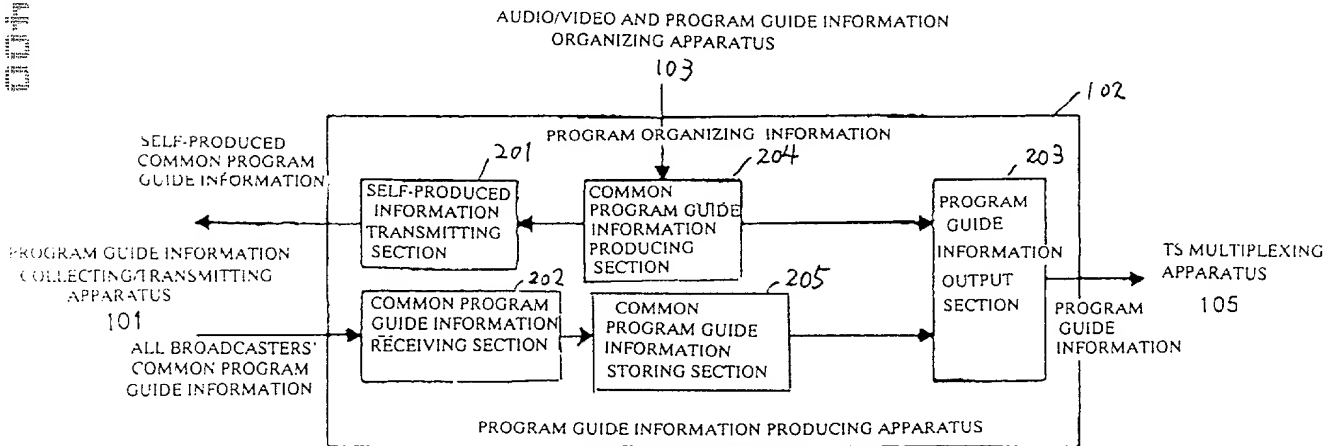 AUDIO/VIDEO AND PROGRAM GUIDE INFORMATION
ORGANIZING APPARATUS
103
102
PROGRAM ORGANIZING INFORMATION
SELF-PRODUCED
COMMON PROGRAM
GUIDE INFORMATION
201
SELF-PRODUCED
INFORMATION
TRANSMITTING
SECTION
204
COMMON
PROGRAM GUIDE
INFORMATION
PRODUCING
SECTION
203
PROGRAM
GUIDE
INFORMATION
OUTPUT
SECTION
PROGRAM GUIDE INFORMATION
COLLECTING/TRANSMITTING
APPARATUS
101
TS MULTIPLEXING
APPARATUS
105
202
COMMON PROGRAM
GUIDE INFORMATION
RECEIVING SECTION
205
COMMON
PROGRAM GUIDE
INFORMATION
STORING SECTION
PROGRAM
GUIDE
INFORMATION
ALL BROADCASTERS'
COMMON PROGRAM
GUIDE INFORMATION
PROGRAM GUIDE INFORMATION PRODUCING APPARATUS